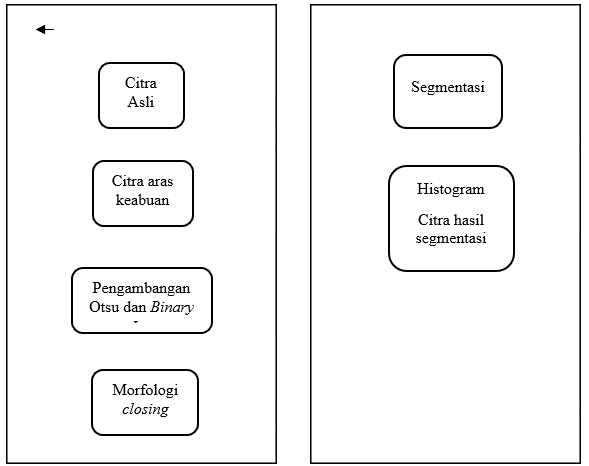 Citra
Asli
Citra aras
keabuan
Pengambangan
Otsu dan Binary
Morfologi
closing
Segmentasi
Histogram
Citra hasil
segmentasi